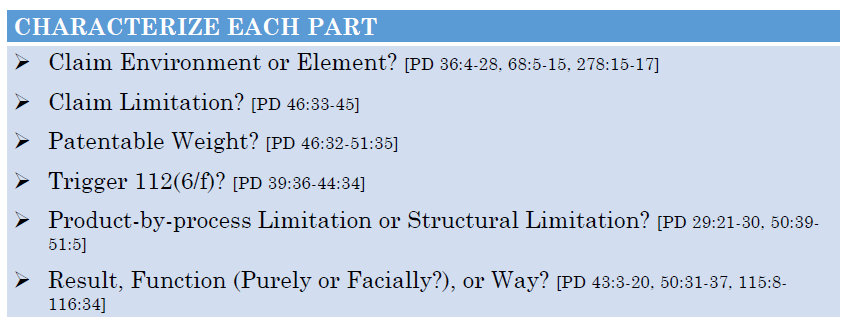 CHARACTERIZE EACH PART
➤ Claim Environment or Element? [PD 36:4-28, 68:5-15, 278:15-17]
➤ Claim Limitation? [PD 46:33-45]
➤ Patentable Weight? [PD 46:32-51:35]
➤ Trigger 112(6/f)? [PD 39:36-44:34]
➤ Product-by-process Limitation or Structural Limitation? [PD 29:21-30, 50:39-
51:5]
➤ Result, Function (Purely or Facially?), or Way? [PD 43:3-20, 50:31-37, 115:8-
116:34]